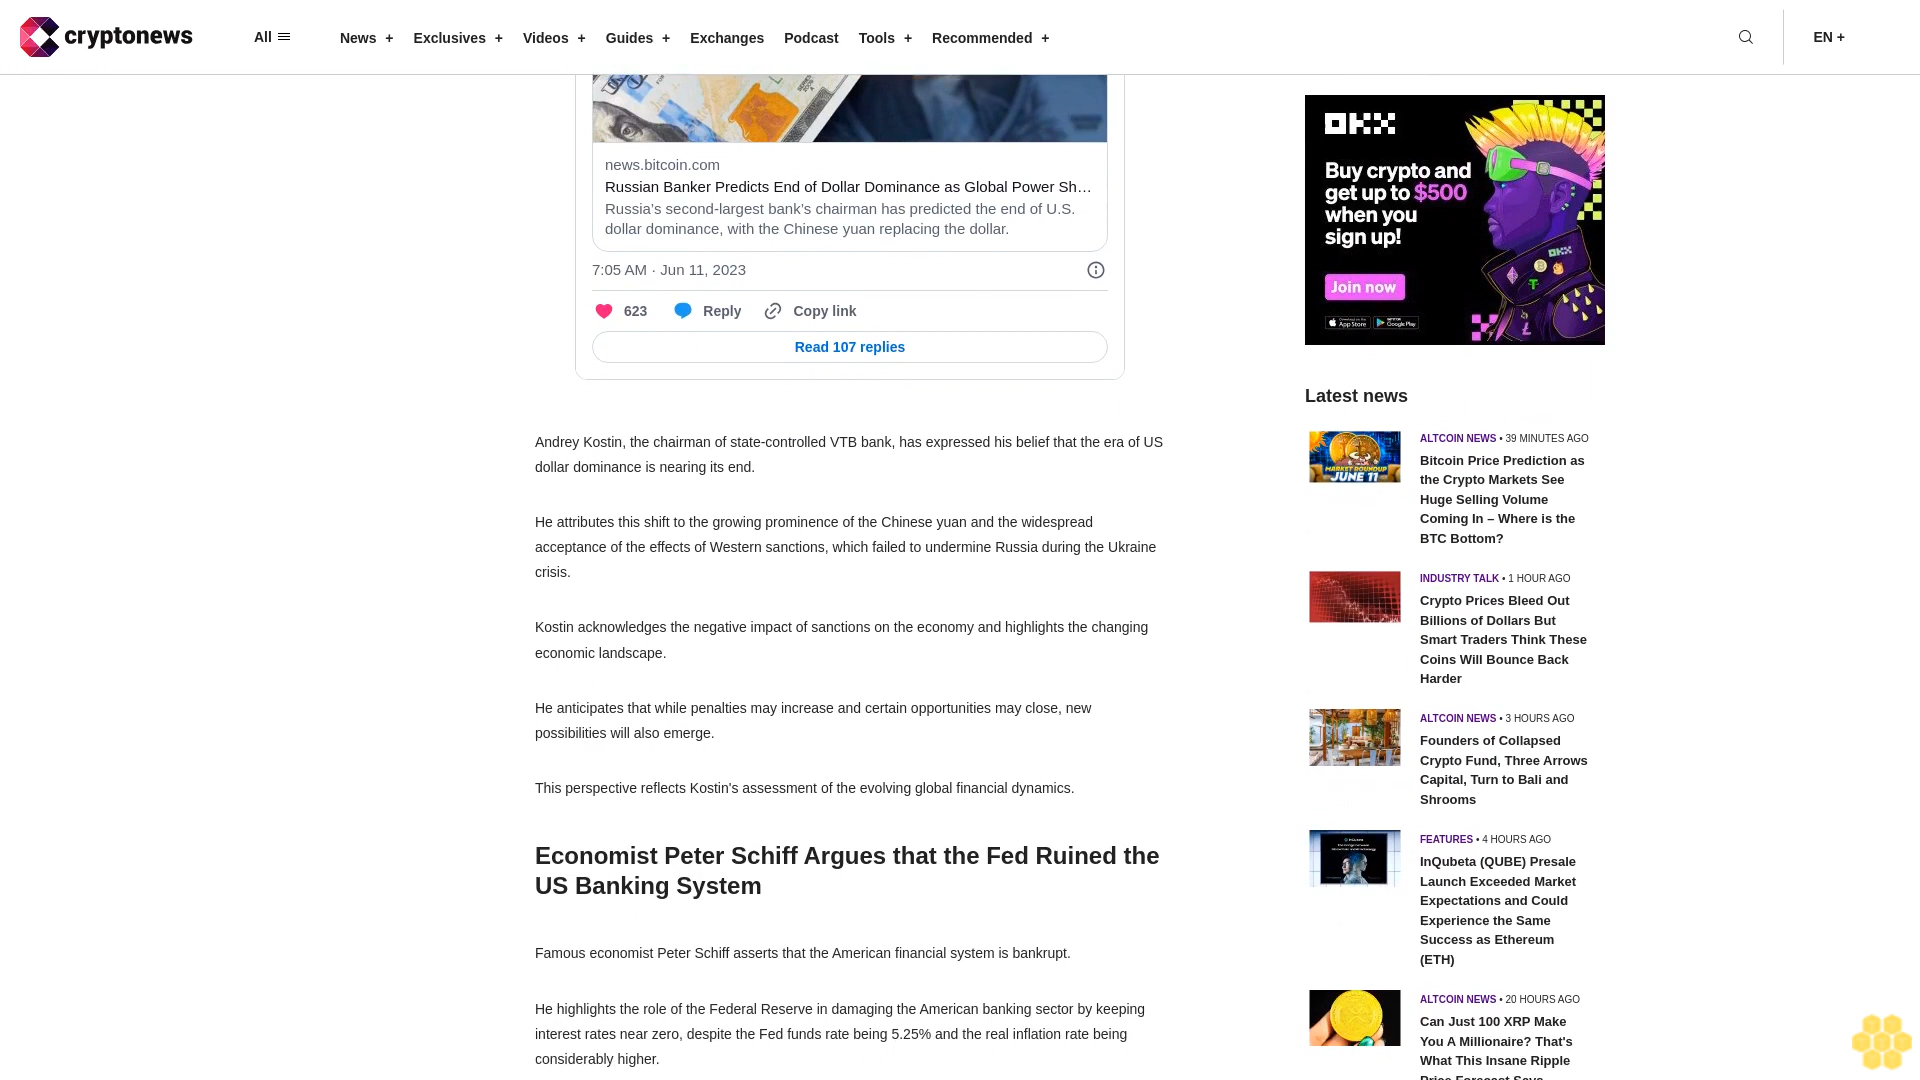 cryptonews
All
News +
Exclusives +
Videos +
Guides +
Exchanges
Podcast
Tools +
Recommended +
EN +
news.bitcoin.com
Russian Banker Predicts End of Dollar Dominance as Global Power Sh…
Russia's second-largest bank's chairman has predicted the end of U.S.
dollar dominance, with the Chinese yuan replacing the dollar.
7:05 AM · Jun 11, 2023
623
Reply
Copy link
Read 107 replies
Andrey Kostin, the chairman of state-controlled VTB bank, has expressed his belief that the era of US
dollar dominance is nearing its end.
He attributes this shift to the growing prominence of the Chinese yuan and the widespread
acceptance of the effects of Western sanctions, which failed to undermine Russia during the Ukraine
crisis.
Kostin acknowledges the negative impact of sanctions on the economy and highlights the changing
economic landscape.
He anticipates that while penalties may increase and certain opportunities may close, new
possibilities will also emerge.
This perspective reflects Kostin's assessment of the evolving global financial dynamics.
Economist Peter Schiff Argues that the Fed Ruined the
US Banking System
Famous economist Peter Schiff asserts that the American financial system is bankrupt.
He highlights the role of the Federal Reserve in damaging the American banking sector by keeping
interest rates near zero, despite the Fed funds rate being 5.25% and the real inflation rate being
considerably higher.
OKX
Buy crypto and
get up to $500
when you
sign up!
Join now
App Store
Google Play
Latest news
MARKET ROUNDUP
JUNE 11
ALTCOIN NEWS • 39 MINUTES AGO
Bitcoin Price Prediction as
the Crypto Markets See
Huge Selling Volume
Coming In – Where is the
BTC Bottom?
INDUSTRY TALK • 1 HOUR AGO
Crypto Prices Bleed Out
Billions of Dollars But
Smart Traders Think These
Coins Will Bounce Back
Harder
ALTCOIN NEWS • 3 HOURS AGO
Founders of Collapsed
Crypto Fund, Three Arrows
Capital, Turn to Bali and
Shrooms
FEATURES • 4 HOURS AGO
InQubeta (QUBE) Presale
Launch Exceeded Market
Expectations and Could
Experience the Same
Success as Ethereum
(ETH)
ALTCOIN NEWS • 20 HOURS AGO
Can Just 100 XRP Make
You A Millionaire? That's
What This Insane Ripple
Price Forecast Says